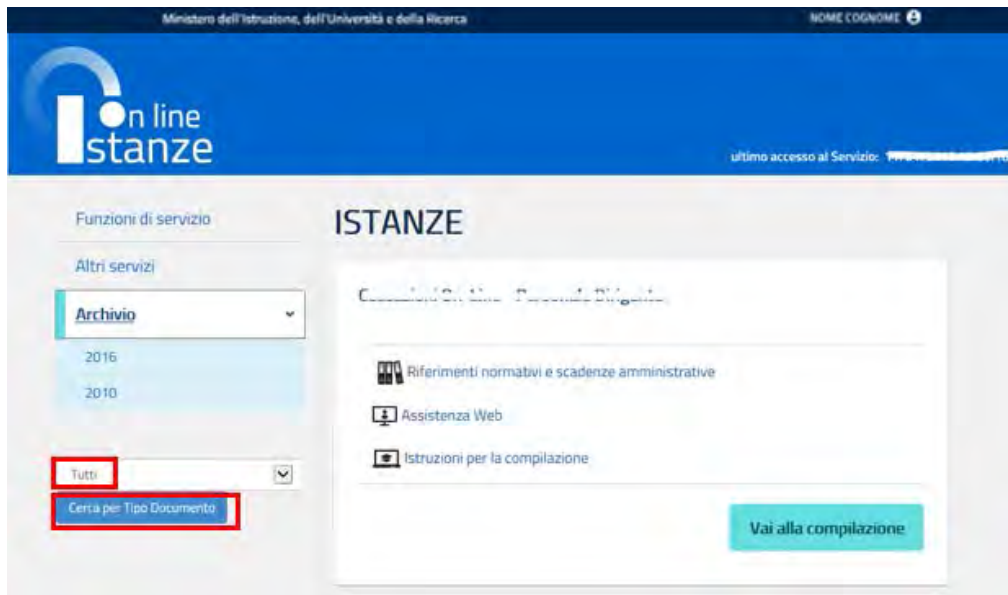 Ministero dell'Istruzione, dell'Università e della Ricerca
NOME COGNOME
On line
Istanze
ultimo accesso al Servizio:
Funzioni di servizio
Altri servizi
Archivio
2016
2010
Tutti
Cerca per Tipo Documento
ISTANZE
Riferimenti normativi e scadenze amministrative
Assistenza Web
Istruzioni per la compilazione
Vai alla compilazione